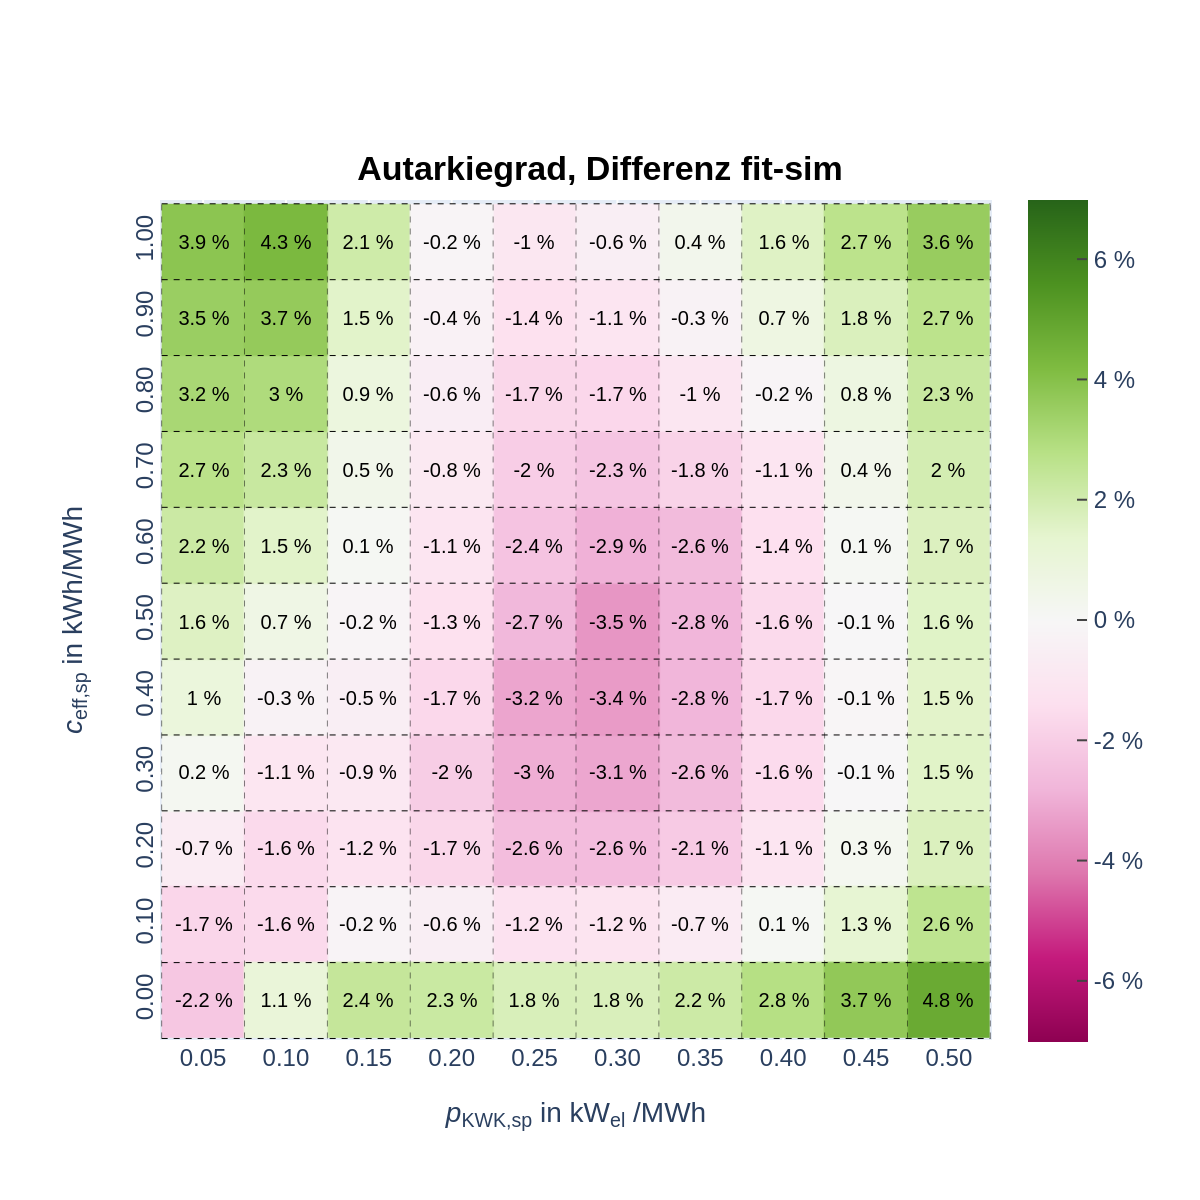 Autarkiegrad, Differenz fit-sim
1.00 3.9 % 4.3 % 2.1 % -0.2 % -1 % -0.6 % 0.4 % 1.6 % 2.7 % 3.6 %
0.90 3.5 % 3.7 % 1.5 % -0.4 % -1.4 % -1.1 % -0.3 % 0.7 % 1.8 % 2.7 %
0.80 3.2 % 3 % 0.9 % -0.6 % -1.7 % -1.7 % -1 % -0.2 % 0.8 % 2.3 %
0.70 2.7 % 2.3 % 0.5 % -0.8 % -2 % -2.3 % -1.8 % -1.1 % 0.4 % 2 %
0.60 2.2 % 1.5 % 0.1 % -1.1 % -2.4 % -2.9 % -2.6 % -1.4 % 0.1 % 1.7 %
0.50 1.6 % 0.7 % -0.2 % -1.3 % -2.7 % -3.5 % -2.8 % -1.6 % -0.1 % 1.6 %
0.40 1 % -0.3 % -0.5 % -1.7 % -3.2 % -3.4 % -2.8 % -1.7 % -0.1 % 1.5 %
0.30 0.2 % -1.1 % -0.9 % -2 % -3 % -3.1 % -2.6 % -1.6 % -0.1 % 1.5 %
0.20 -0.7 % -1.6 % -1.2 % -1.7 % -2.6 % -2.6 % -2.1 % -1.1 % 0.3 % 1.7 %
0.10 -1.7 % -1.6 % -0.2 % -0.6 % -1.2 % -1.2 % -0.7 % 0.1 % 1.3 % 2.6 %
0.00 -2.2 % 1.1 % 2.4 % 2.3 % 1.8 % 1.8 % 2.2 % 2.8 % 3.7 % 4.8 %
0.05 0.10 0.15 0.20 0.25 0.30 0.35 0.40 0.45 0.50
pKWK,sp in kWel /MWh
ceff,sp in kWh/MWh
6 %
4 %
2 %
0 %
-2 %
-4 %
-6 %